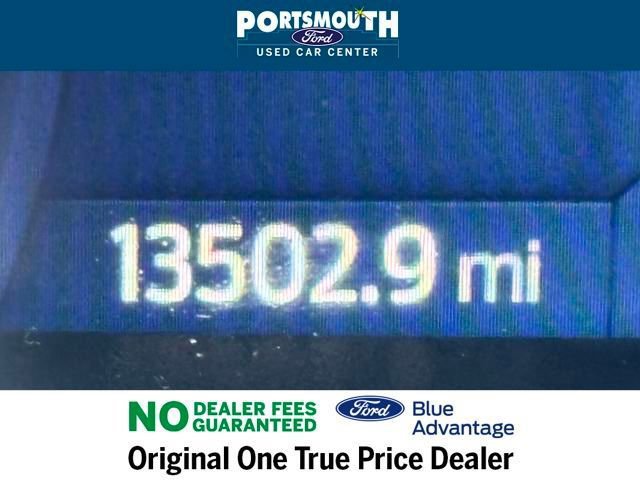 PORTSMOUTH
Ford
USED CAR CENTER
13502.9 mi
NO DEALER FEES
GUARANTEED
Ford Blue
Advantage
Original One True Price Dealer